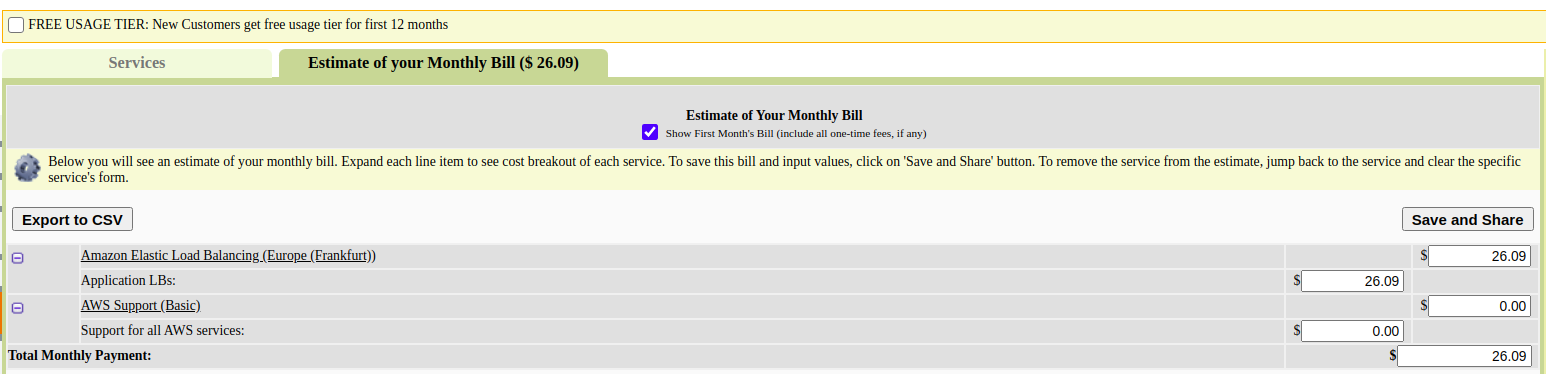 FREE USAGE TIER: New Customers get free usage tier for first 12 months
Services
Estimate of your Monthly Bill ($ 26.09)
Estimate of Your Monthly Bill
Show First Month's Bill (include all one-time fees, if any)
Below you will see an estimate of your monthly bill. Expand each line item to see cost breakout of each service. To save this bill and input values, click on 'Save and Share' button. To remove the service from the estimate, jump back to the service and clear the specific
service's form.
Export to CSV
Save and Share
Amazon Elastic Load Balancing (Europe (Frankfurt)) $ 26.09
Application LBs: $ 26.09
AWS Support (Basic) $ 0.00
Support for all AWS services: $ 0.00
Total Monthly Payment: $ 26.09